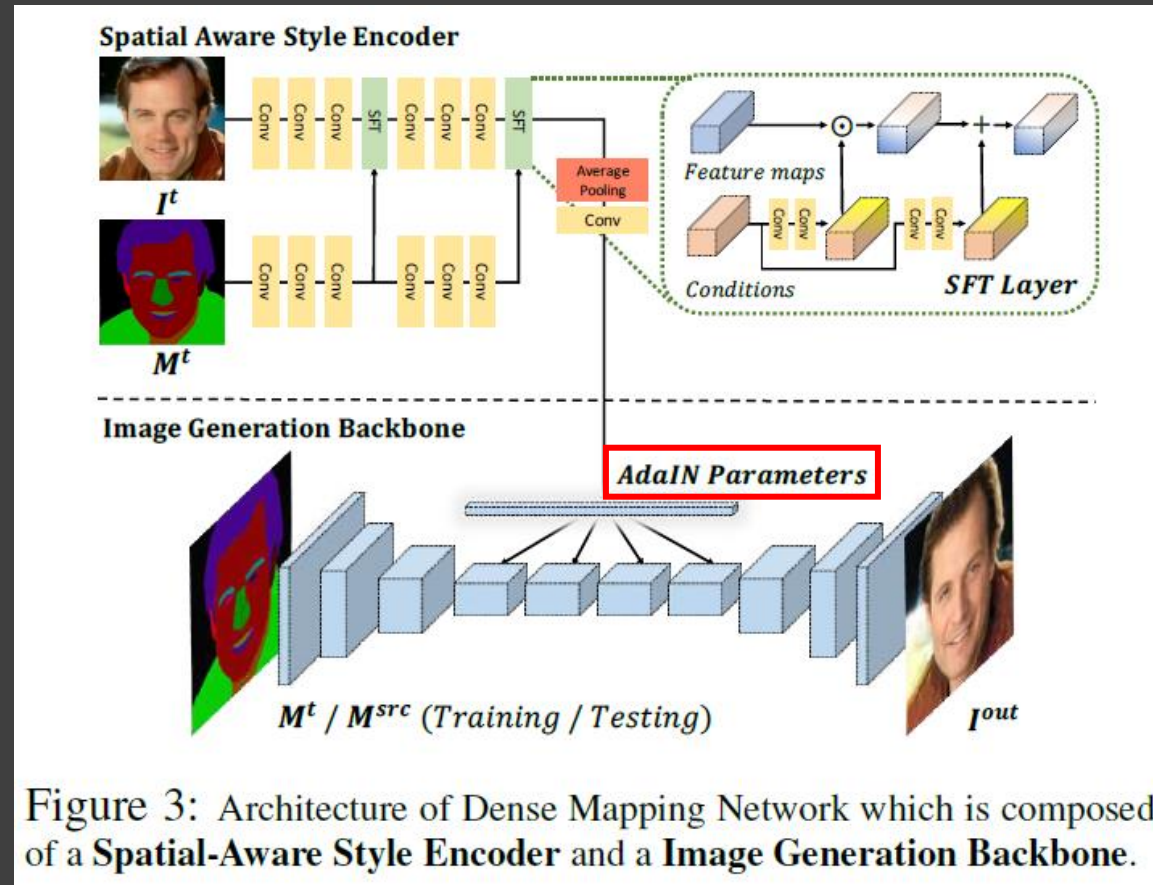 Spatial Aware Style Encoder
Conv
Conv
Conv
SFT
Conv
Conv
Conv
SFT
I^t
Average
Pooling
Conv
Feature maps
⊙
+
Conv
Conv
Conv
Conv
Conditions
SFT Layer
Conv
Conv
Conv
Conv
Conv
Conv
M^t
Image Generation Backbone
AdaIN Parameters
M^t / M^src (Training / Testing)
I^out
Figure 3: Architecture of Dense Mapping Network which is composed
of a Spatial-Aware Style Encoder and a Image Generation Backbone.